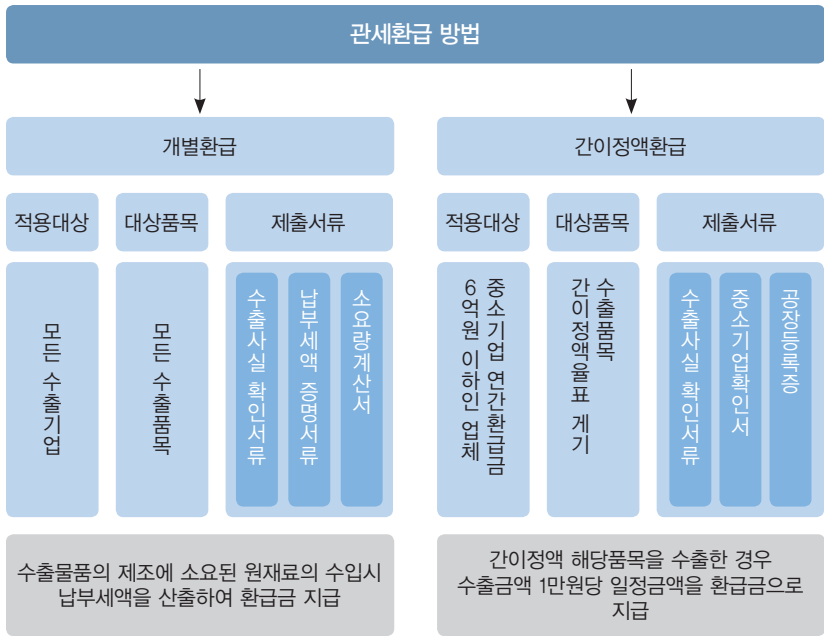 관세환급 방법
개별환급
적용대상
대상품목
제출서류
모든 수출기업
모든 수출품목
수출사실 확인서류
납부세액 증명서류
소요량계산서
수출물품의 제조에 소요된 원재료의 수입시
납부세액을 산출하여 환급금 지급
간이정액환급
적용대상
대상품목
제출서류
중소기업 연간환급금
6억원 이하인 업체
수출품목
간이정액율표 게기
수출사실 확인서류
중소기업확인서
공장등록증
간이정액 해당품목을 수출한 경우
수출금액 1만원당 일정금액을 환급금으로
지급